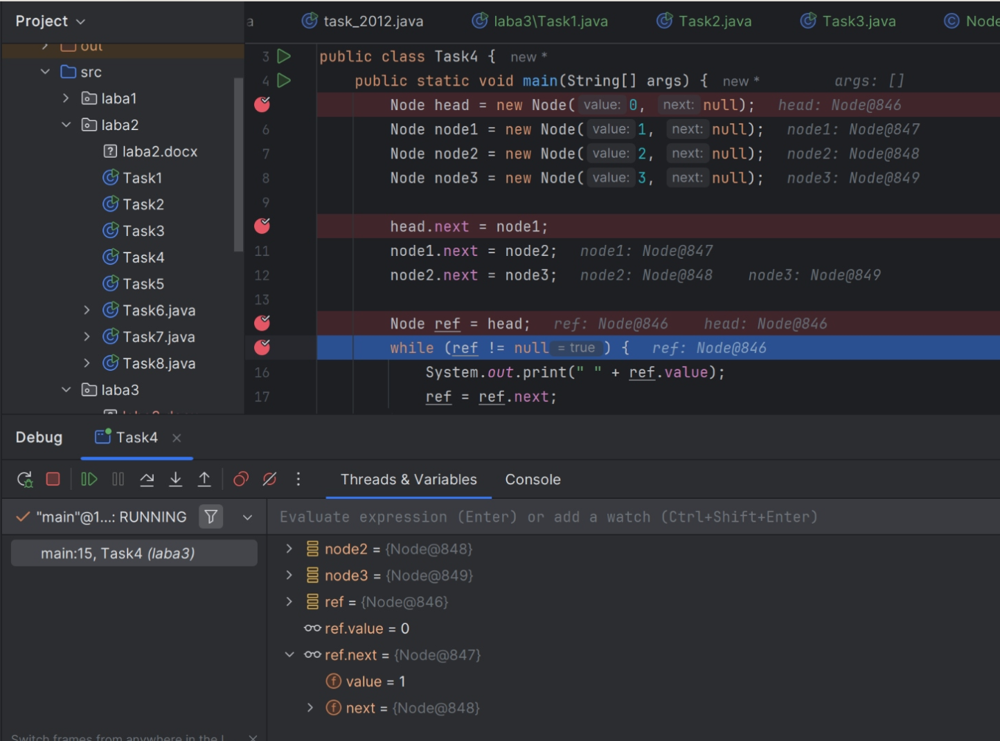 Project
a
task_2012.java
laba3\Task1.java
Task2.java
Task3.java
out
src
laba1
laba2
laba2.docx
Task1
Task2
Task3
Task4
Task5
Task6.java
Task7.java
Task8.java
laba3
3 public class Task4 { new *
4 public static void main(String[] args) { new * args: []
Node head = new Node( value: 0, next: null); head: Node@846
6 Node node1 = new Node( value: 1, next: null); node1: Node@847
7 Node node2 = new Node( value: 2, next: null); node2: Node@848
8 Node node3 = new Node( value: 3, next: null); node3: Node@849
9
head.next = node1;
11 node1.next = node2; node1: Node@847
12 node2.next = node3; node2: Node@848 node3: Node@849
13
Node ref = head; ref: Node@846 head: Node@846
while (ref != null = true ) { ref: Node@846
16 System.out.print(" " + ref.value);
17 ref = ref.next;
Debug Task4
Threads & Variables Console
"main"@1...: RUNNING
main:15, Task4 (laba3)
Evaluate expression (Enter) or add a watch (Ctrl+Shift+Enter)
node2 = {Node@848}
node3 = {Node@849}
ref = {Node@846}
ref.value = 0
ref.next = {Node@847}
value = 1
next = {Node@848}
Switch frames from anywhere in the